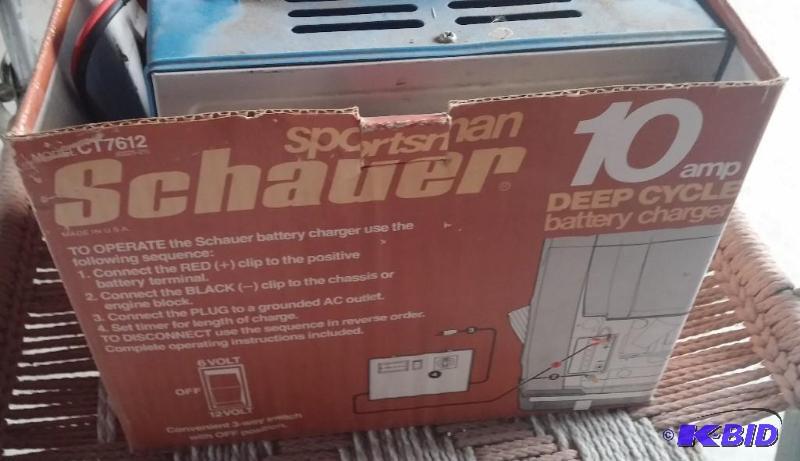 MODEL CT7612
sportsman
Schauer
®
MADE IN U.S.A.
10
amp
DEEP CYCLE
battery charger
TO OPERATE the Schauer battery charger use the
following sequence:
1. Connect the RED (+) clip to the positive
battery terminal.
2. Connect the BLACK (–) clip to the chassis or
engine block.
3. Connect the PLUG to a grounded AC outlet.
4. Set timer for length of charge.
TO DISCONNECT use the sequence in reverse order.
Complete operating instructions included.
6 VOLT
OFF
12 VOLT
Convenient 3-way switch
with OFF position.
© K-BID